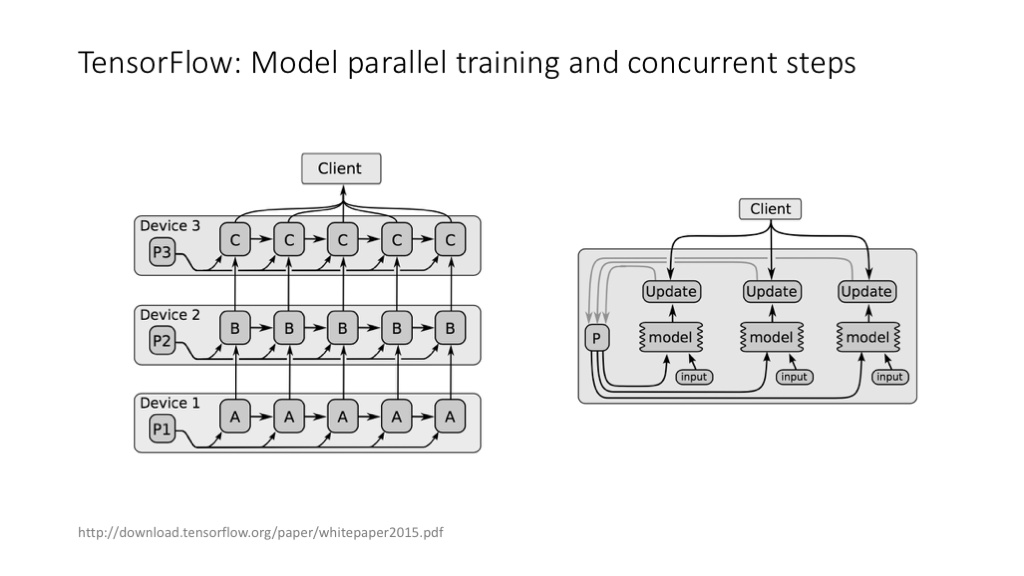 TensorFlow: Model parallel training and concurrent steps
Client
Device 3
P3
C C C C C
Device 2
P2
B B B B B
Device 1
P1
A A A A A
Client
Update Update Update
P
model model model
input input input
http://download.tensorflow.org/paper/whitepaper2015.pdf